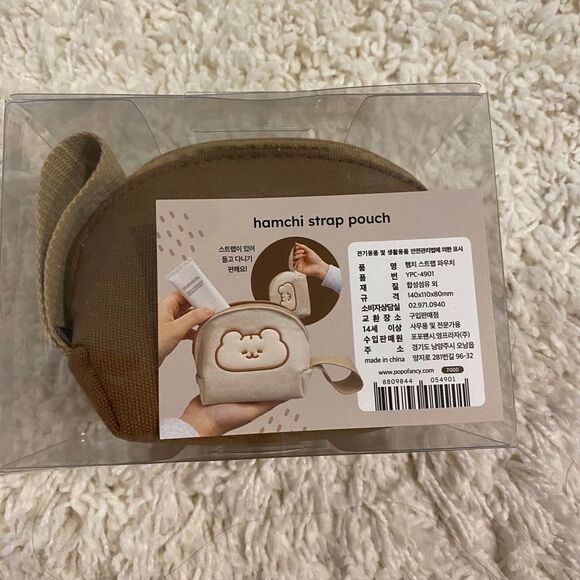 hamchi strap pouch
스트랩이 있어
들고 다니기
편해요!
전기용품 및 생활용품 안전관리법에 의한 표시
품 명 햄치 스트랩 파우치
품 번 YPC-4901
재 질 합성섬유 외
규 격 140x110x80mm
소비자상담실 02.971.0940
교 환 장 소 구입판매점
14세 이상 사무용 및 전문가용
수입판매원 포포팬시.영프라자(주)
주 소 경기도 남양주시 오남읍
made in china 양지로 281번길 96-32
www.popofancy.com 7000
8809844 054901